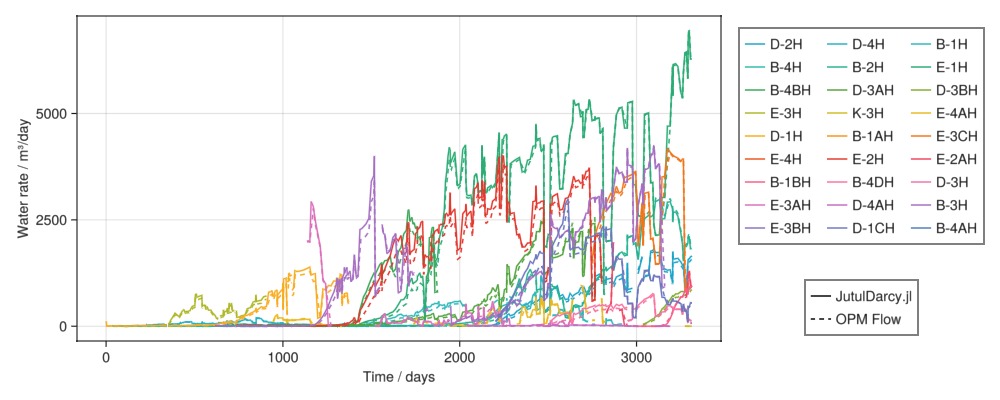 Water rate / m³/day
5000
2500
0
0
1000
2000
3000
Time / days
D-2H D-4H B-1H
B-4H B-2H E-1H
B-4BH D-3AH D-3BH
E-3H K-3H E-4AH
D-1H B-1AH E-3CH
E-4H E-2H E-2AH
B-1BH B-4DH D-3H
E-3AH D-4AH B-3H
E-3BH D-1CH B-4AH
JutulDarcy.jl
OPM Flow